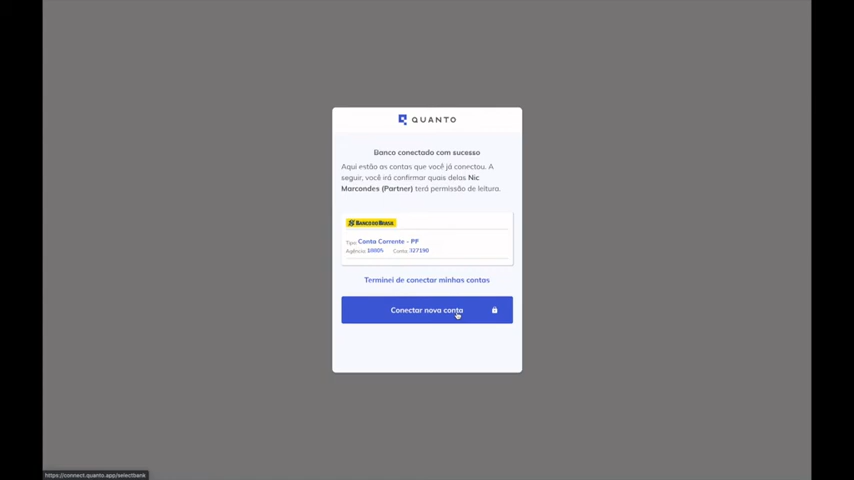 QUANTO
Banco conectado com sucesso
Aqui estão as contas que você já conectou. A
seguir, você irá confirmar quais delas Nic
Marcondes (Partner) terá permissão de leitura.
BANCO DO BRASIL
Tipo Conta Corrente - PF
Agência 18805 Conta 327190
Terminei de conectar minhas contas
Conectar nova conta
https://connect.quanto.app/selectbank